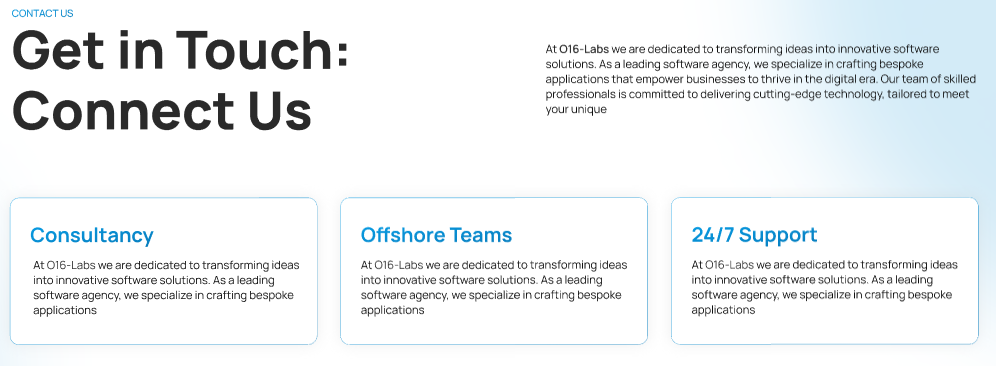 CONTACT US
Get in Touch:
Connect Us
At O16-Labs we are dedicated to transforming ideas into innovative software
solutions. As a leading software agency, we specialize in crafting bespoke
applications that empower businesses to thrive in the digital era. Our team of skilled
professionals is committed to delivering cutting-edge technology, tailored to meet
your unique
Consultancy
At O16-Labs we are dedicated to transforming ideas
into innovative software solutions. As a leading
software agency, we specialize in crafting bespoke
applications
Offshore Teams
At O16-Labs we are dedicated to transforming ideas
into innovative software solutions. As a leading
software agency, we specialize in crafting bespoke
applications
24/7 Support
At O16-Labs we are dedicated to transforming ideas
into innovative software solutions. As a leading
software agency, we specialize in crafting bespoke
applications